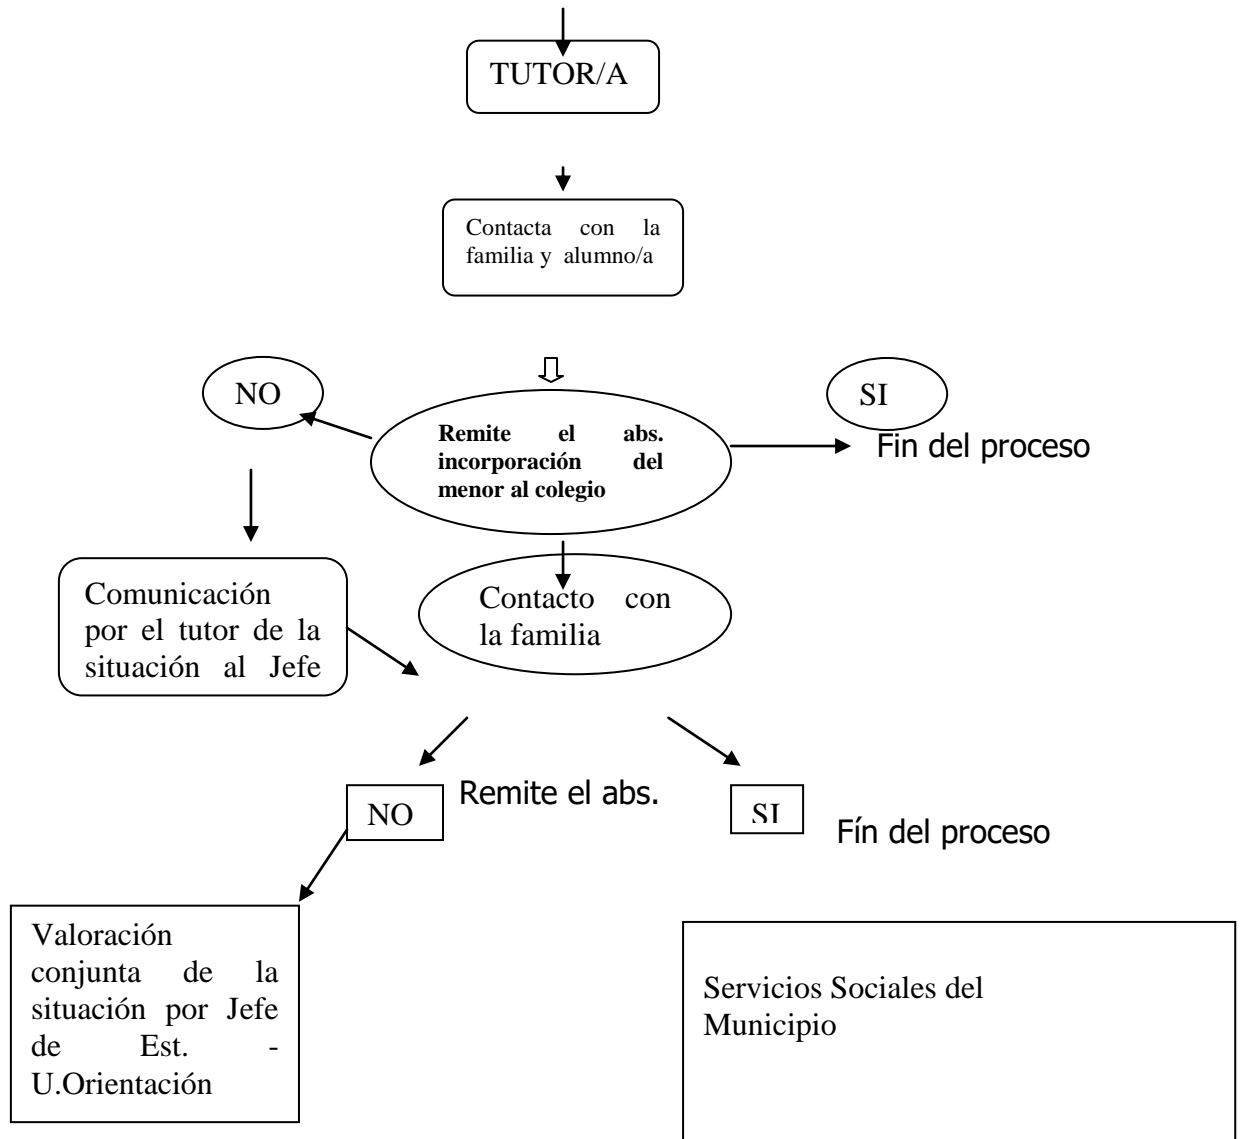 TUTOR/A
Contacta con la
familia y alumno/a
NO
SI
Remite el abs.
incorporación del
menor al colegio
Fin del proceso
Comunicación
por el tutor de la
situación al Jefe
Contacto con
la familia
NO
Remite el abs.
SI
Fín del proceso
Valoración
conjunta de la
situación por Jefe
de Est. -
U.Orientación
Servicios Sociales del
Municipio